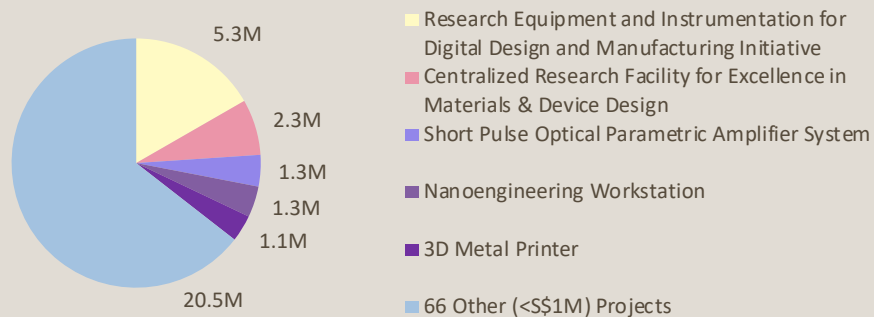 5.3M
2.3M
1.3M
1.3M
1.1M
20.5M
Research Equipment and Instrumentation for
Digital Design and Manufacturing Initiative
Centralized Research Facility for Excellence in
Materials & Device Design
Short Pulse Optical Parametric Amplifier System
Nanoengineering Workstation
3D Metal Printer
66 Other (<S$1M) Projects